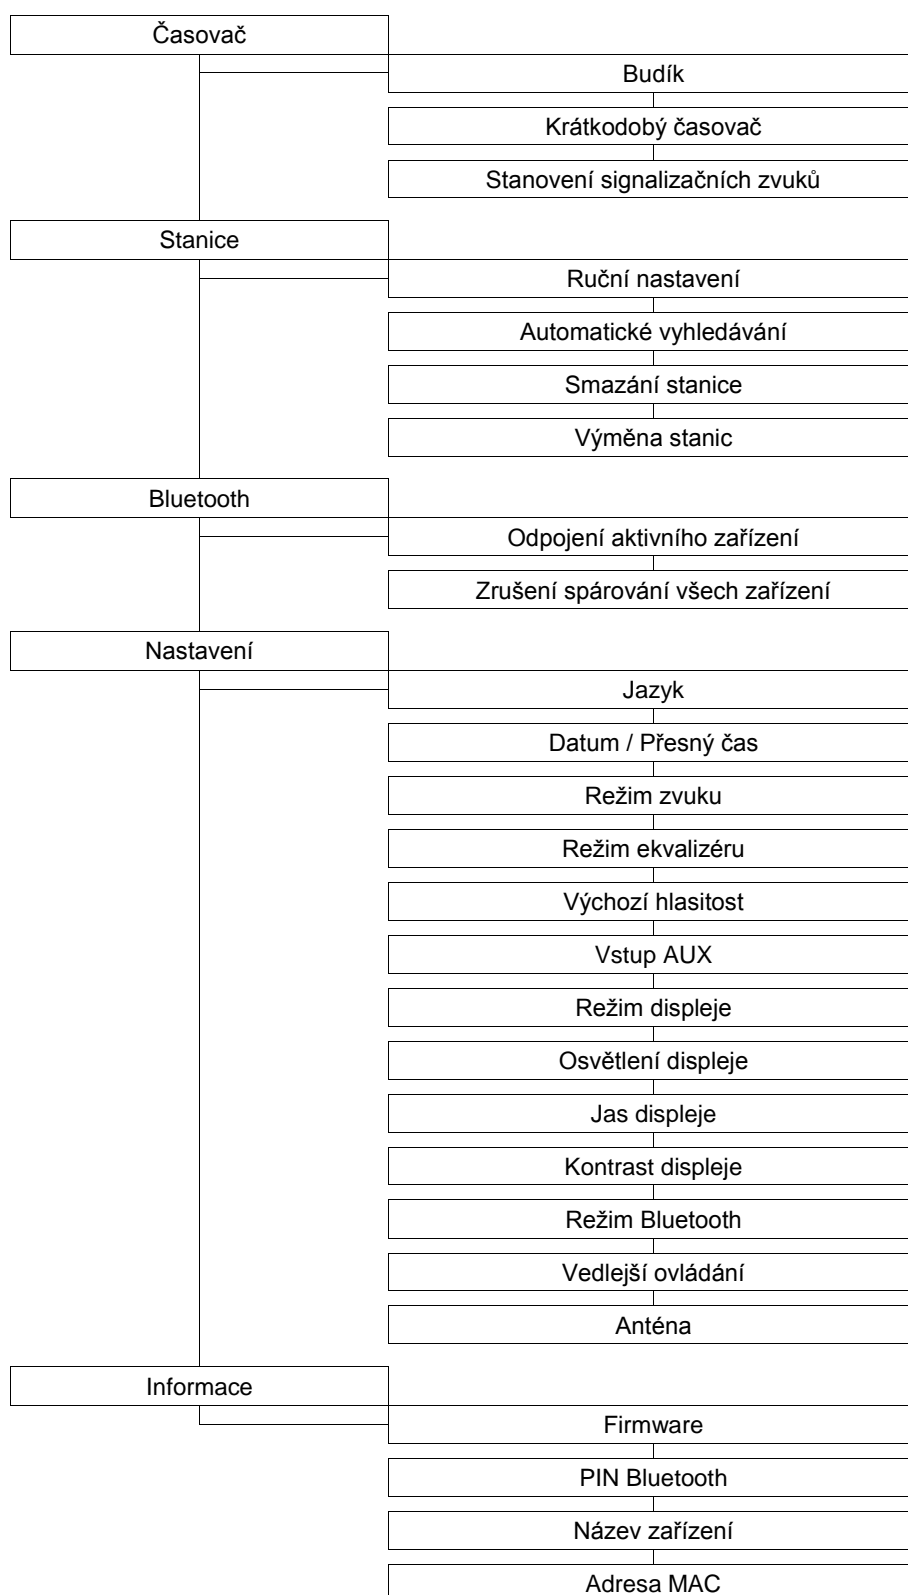 Časovač
Budík
Krátkodobý časovač
Stanovení signalizačních zvuků
Stanice
Ruční nastavení
Automatické vyhledávání
Smazání stanice
Výměna stanic
Bluetooth
Odpojení aktivního zařízení
Zrušení spárování všech zařízení
Nastavení
Jazyk
Datum / Přesný čas
Režim zvuku
Režim ekvalizéru
Výchozí hlasitost
Vstup AUX
Režim displeje
Osvětlení displeje
Jas displeje
Kontrast displeje
Režim Bluetooth
Vedlejší ovládání
Anténa
Informace
Firmware
PIN Bluetooth
Název zařízení
Adresa MAC